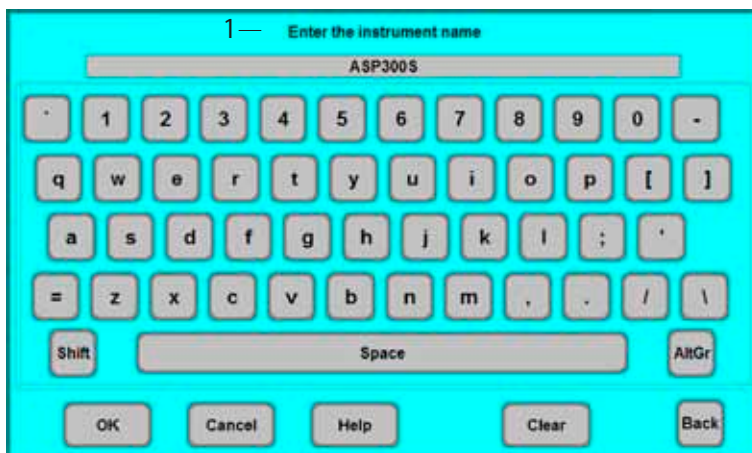 1— Enter the instrument name
ASP300S
` 1 2 3 4 5 6 7 8 9 0 -
q w e r t y u i o p [ ]
a s d f g h j k l ; '
= z x c v b n m , . / \
Shift Space AltGr
OK Cancel Help Clear Back